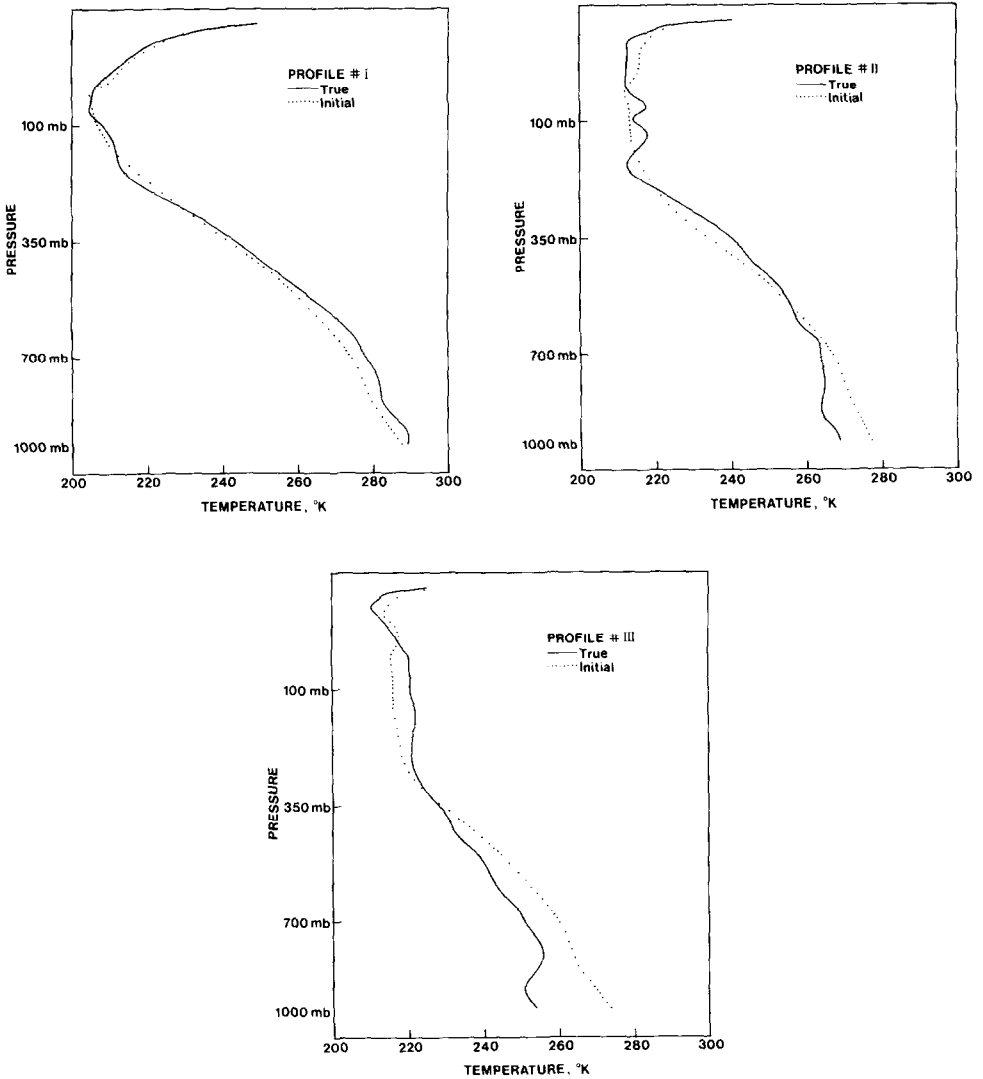 PROFILE # I
True
Initial
100 mb
350 mb
700 mb
1000 mb
PRESSURE
200 220 240 260 280 300
TEMPERATURE, °K
PROFILE # II
True
Initial
100 mb
350 mb
700 mb
1000 mb
PRESSURE
200 220 240 260 280 300
TEMPERATURE, °K
PROFILE # III
True
Initial
100 mb
350 mb
700 mb
1000 mb
PRESSURE
200 220 240 260 280 300
TEMPERATURE, °K